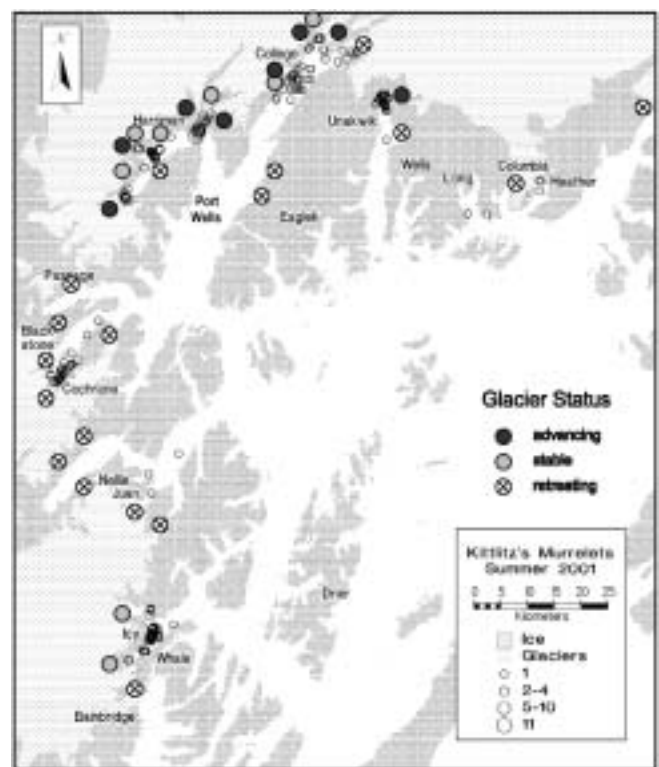 College
Harriman
Unakwik
Wells
Long
Columbia
Heather
Port
Wells
Eaglek
Passage
Black
stone
Cochrane
Glacier Status
advancing
stable
retreating
Nellie
Juan
Kittlitz's Murrelets
Summer 2001
0 5 10 15 20 25
Kilometers
Drier
Icy
Whale
Ice
Glaciers
1
2-4
5-10
11
Bainbridge